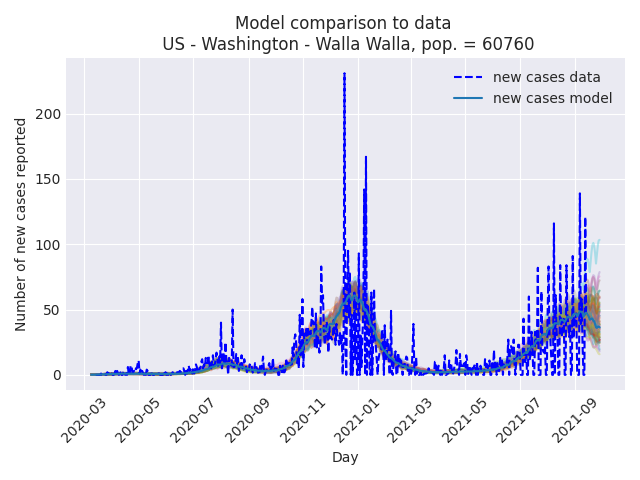 Model comparison to data
US - Washington - Walla Walla, pop. = 60760
new cases data
new cases model
Number of new cases reported
200
150
100
50
0
2020-03
2020-05
2020-07
2020-09
2020-11
2021-01
2021-03
2021-05
2021-07
2021-09
Day